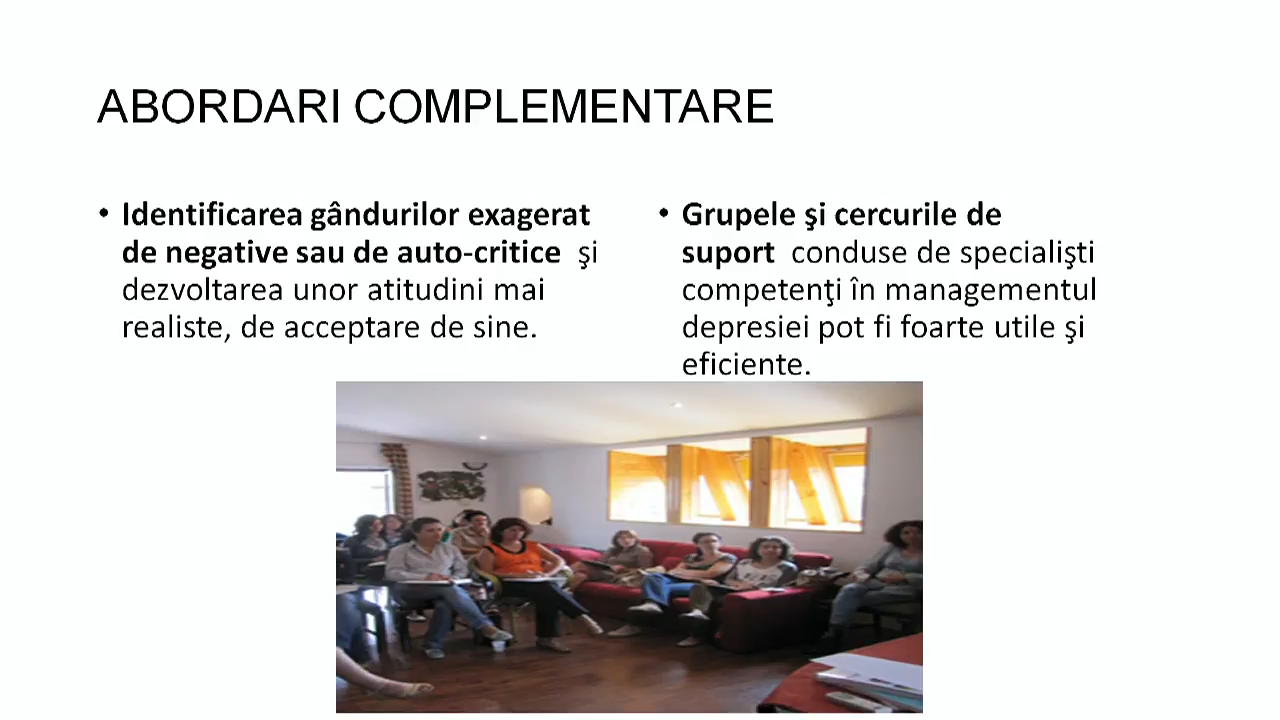 ABORDARI COMPLEMENTARE
• Identificarea gândurilor exagerat
de negative sau de auto-critice şi
dezvoltarea unor atitudini mai
realiste, de acceptare de sine.
• Grupele şi cercurile de
suport conduse de specialişti
competenţi în managementul
depresiei pot fi foarte utile şi
eficiente.